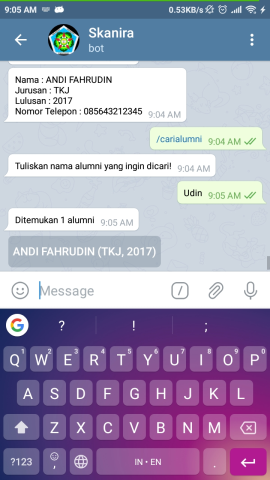 9:05 AM
0.53KB/s
Skanira
bot
Nama : ANDI FAHRUDIN
Jurusan : TKJ
Lulusan : 2017
Nomor Telepon : 085643212345 9:04 AM
/carialumni 9:04 AM
Tuliskan nama alumni yang ingin dicari! 9:04 AM
Udin 9:05 AM
Ditemukan 1 alumni 9:05 AM
ANDI FAHRUDIN (TKJ, 2017)
Message
G ? ! ;
Q W E R T Y U I O P
1 2 3 4 5 6 7 8 9 0
A S D F G H J K L
Z X C V B N M
?123 , IN • EN .